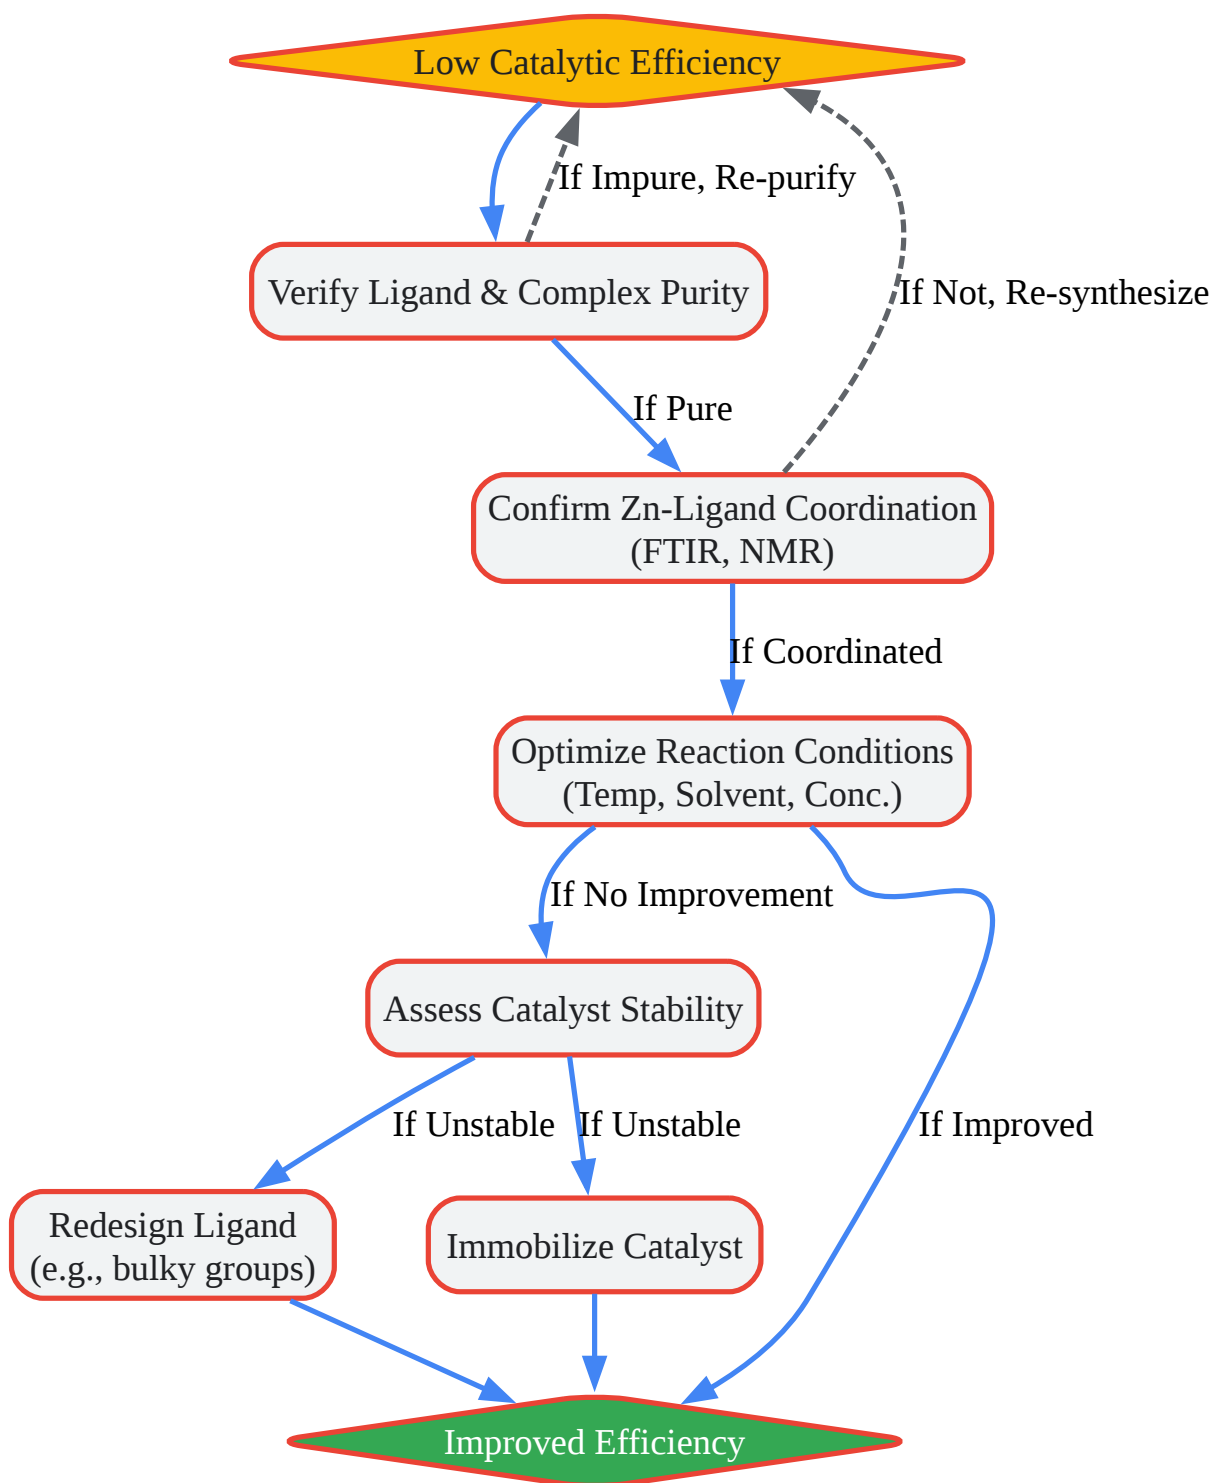 Low Catalytic Efficiency
If Impure, Re-purify
Verify Ligand & Complex Purity
If Not, Re-synthesize
If Pure
Confirm Zn-Ligand Coordination
(FTIR, NMR)
If Coordinated
Optimize Reaction Conditions
(Temp, Solvent, Conc.)
If No Improvement
Assess Catalyst Stability
If Unstable
If Unstable
If Improved
Redesign Ligand
(e.g., bulky groups)
Immobilize Catalyst
Improved Efficiency